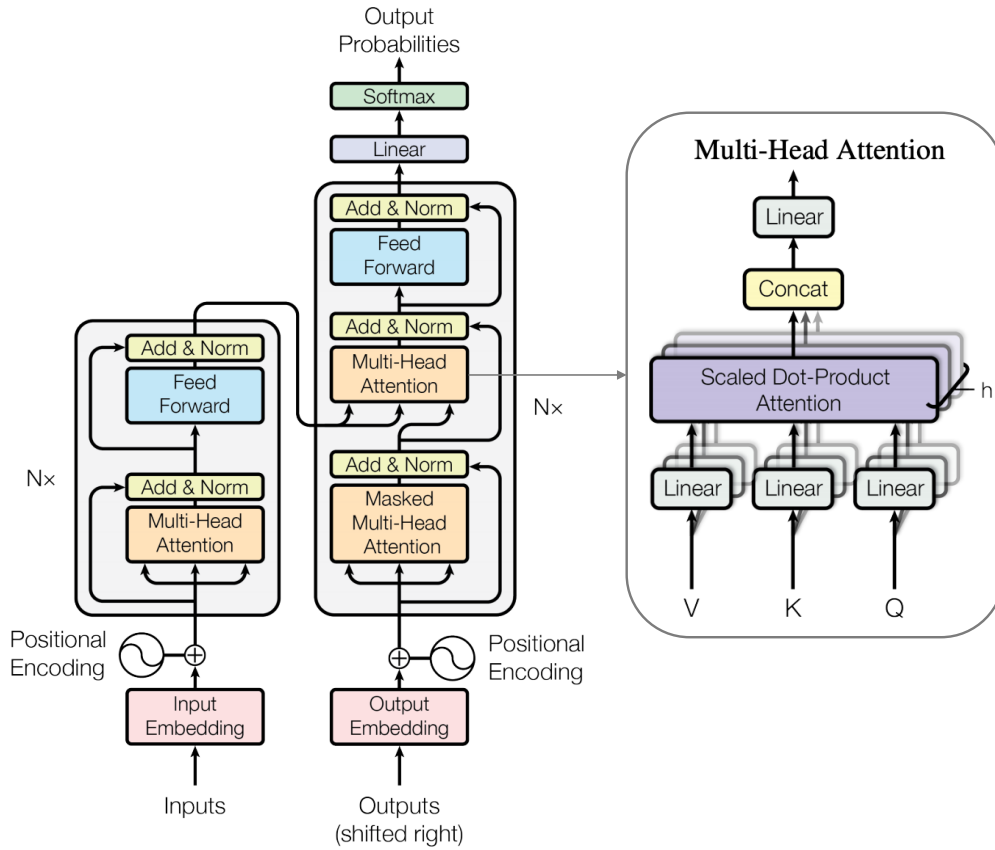 Output
Probabilities
Softmax
Linear
Add & Norm
Feed
Forward
Add & Norm
Multi-Head
Attention
Nx
Add & Norm
Masked
Multi-Head
Attention
Add & Norm
Feed
Forward
Nx
Add & Norm
Multi-Head
Attention
Positional
Encoding
Positional
Encoding
Input
Embedding
Output
Embedding
Inputs
Outputs
(shifted right)
Multi-Head Attention
Linear
Concat
Scaled Dot-Product
Attention
h
Linear
Linear
Linear
V
K
Q